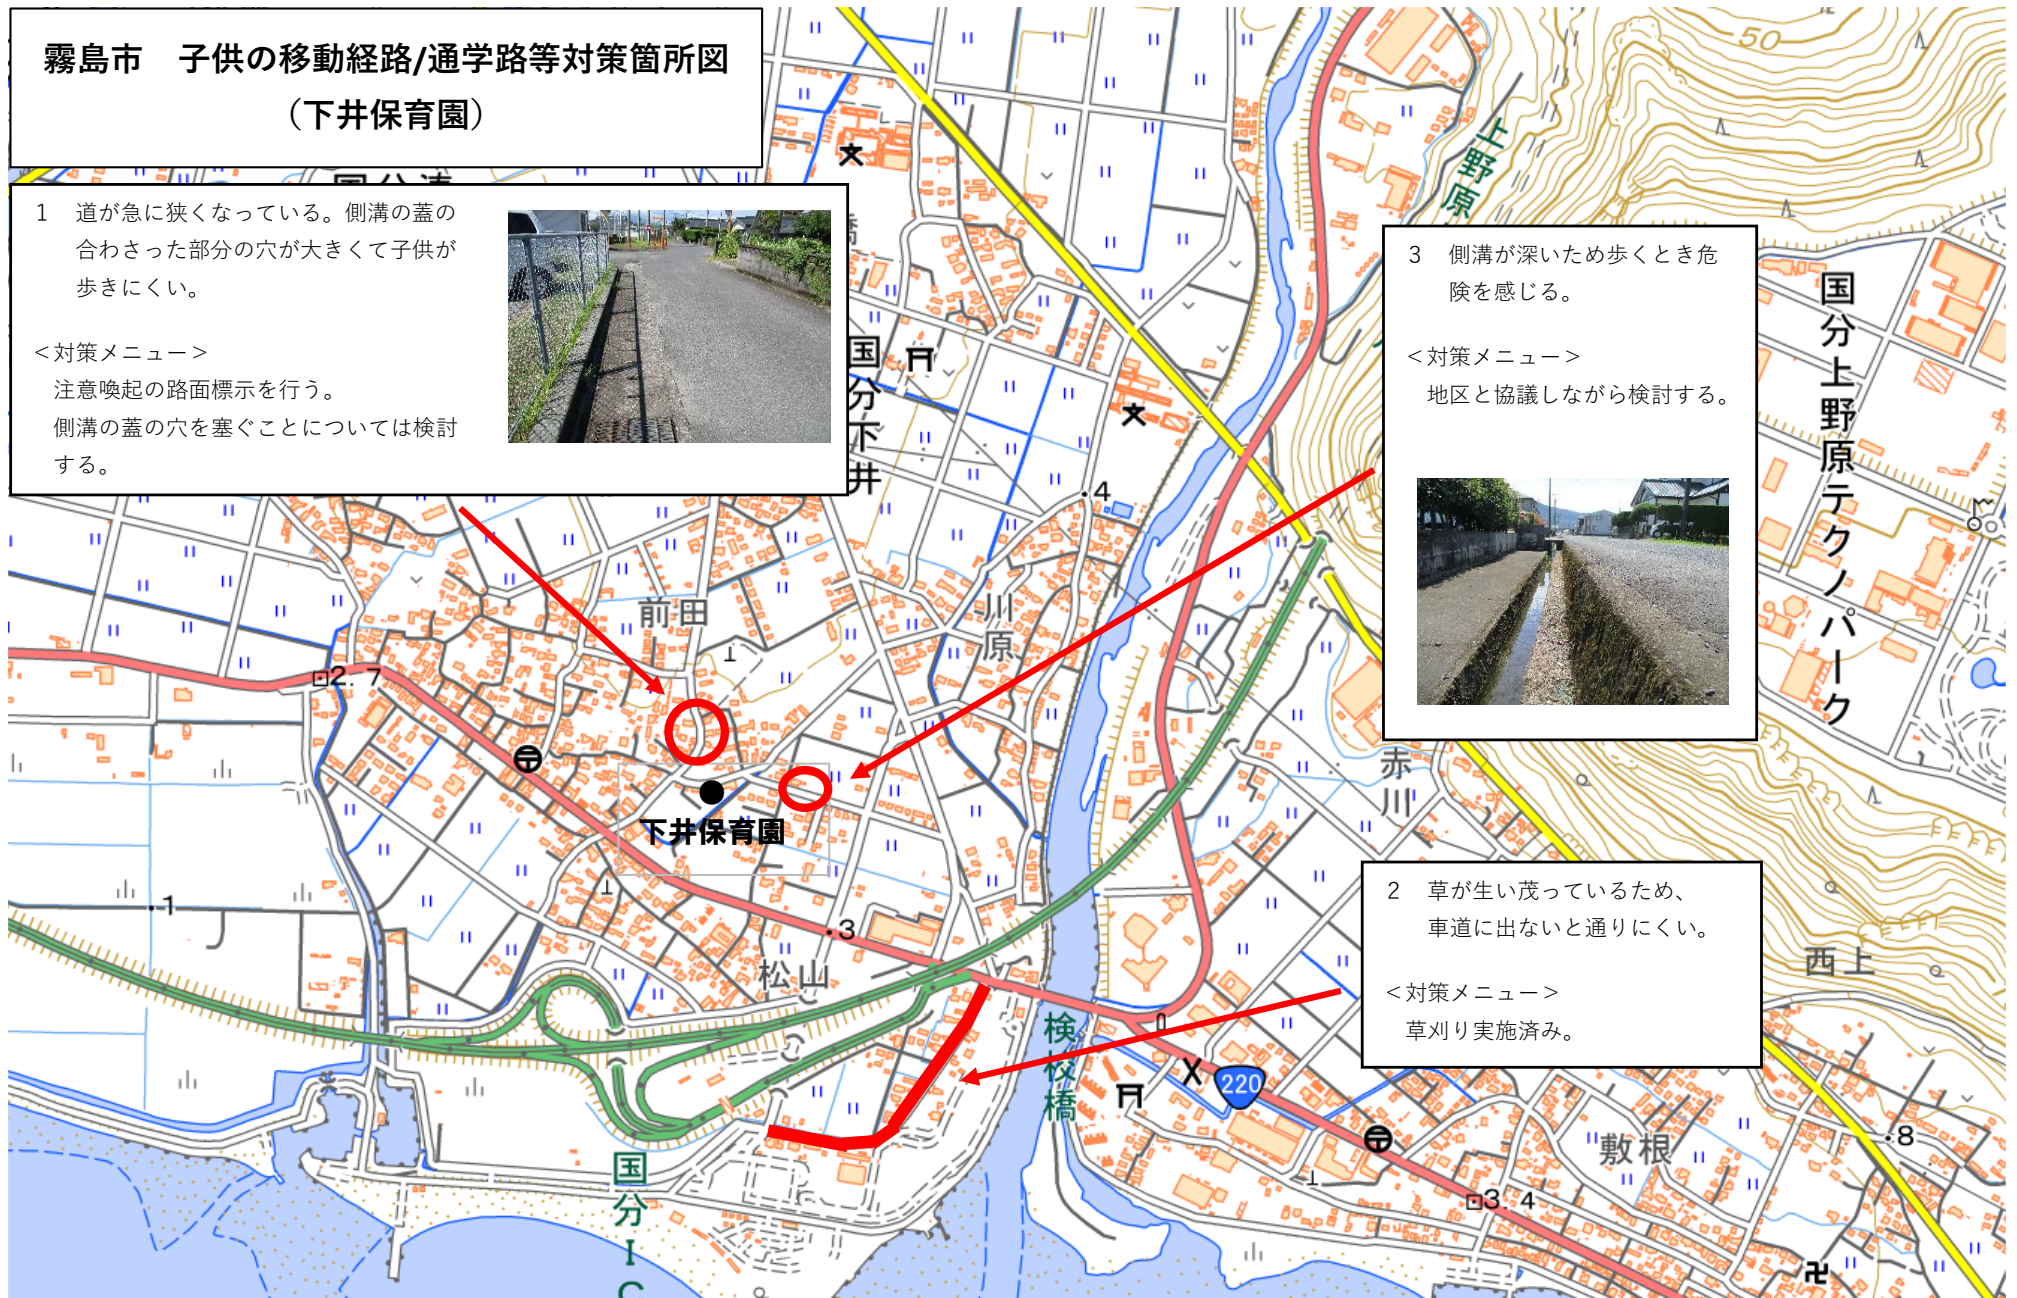 霧島市　子供の移動経路/通学路等対策箇所図
（下井保育園）
1　道が急に狭くなっている。側溝の蓋の
合わさった部分の穴が大きくて子供が
歩きにくい。
＜対策メニュー＞
注意喚起の路面標示を行う。
側溝の蓋の穴を塞ぐことについては検討
する。
3　側溝が深いため歩くとき危
険を感じる。
＜対策メニュー＞
地区と協議しながら検討する。
2　草が生い茂っているため、
車道に出ないと通りにくい。
＜対策メニュー＞
草刈り実施済み。
50
上野原
国分上野原テクノパーク
国分下井
4
前田
川原
2.7
下井保育園
赤川
1
3
松山
西上
検校橋
220
敷根
8
3.4
国分IC